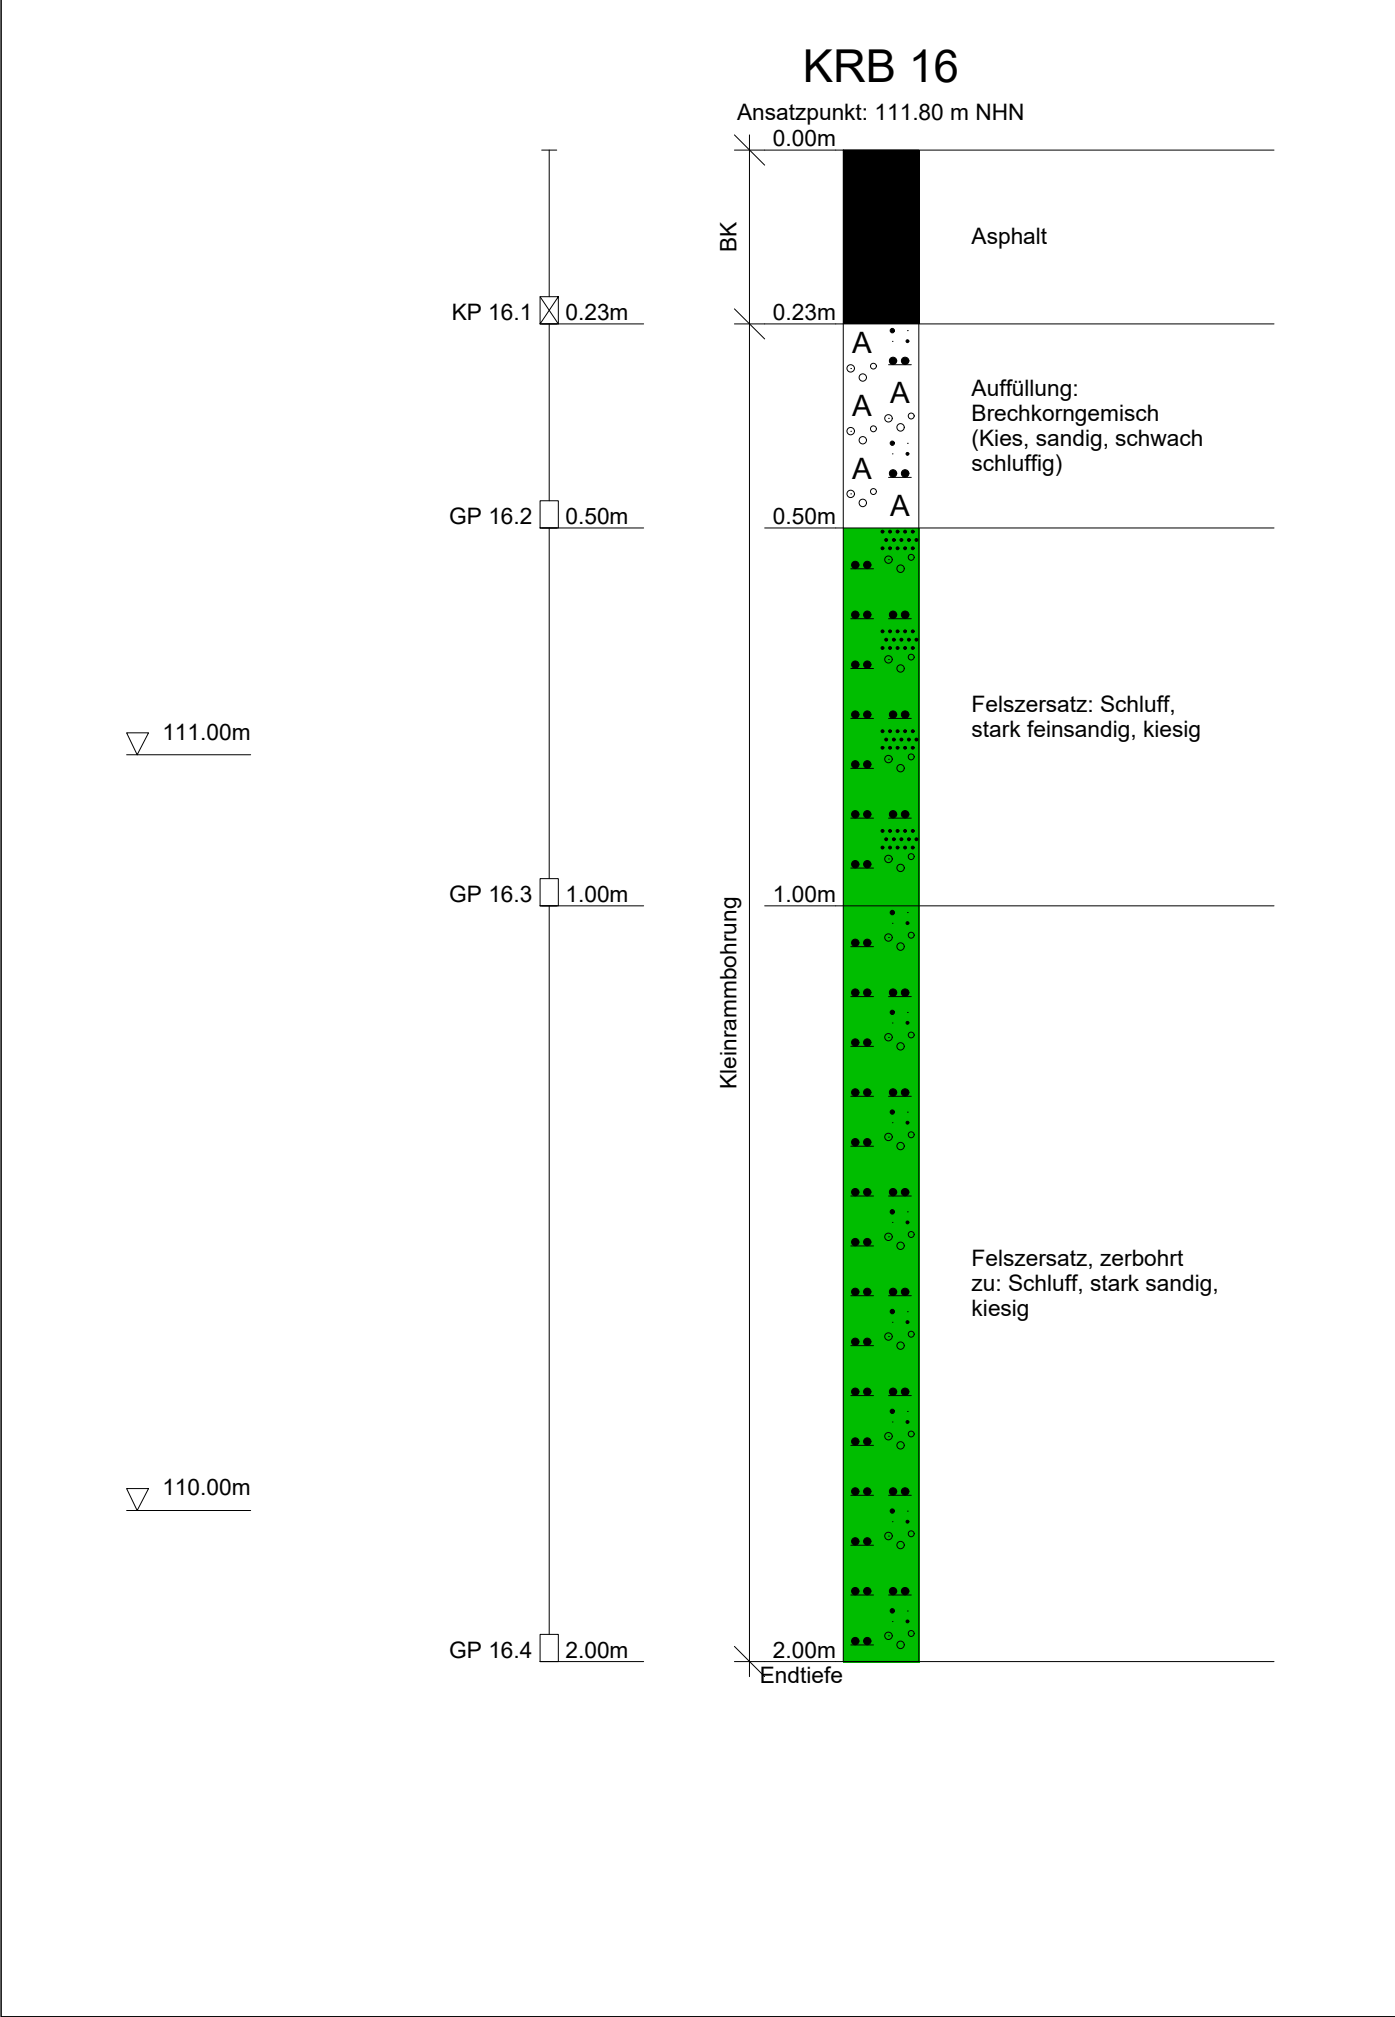 KRB 16
Ansatzpunkt: 111.80 m NHN
0.00m
BK
Asphalt
KP 16.1
0.23m
0.23m
A
A
A
A
A
Auffüllung:
Brechkorngemisch
(Kies, sandig, schwach
schluffig)
GP 16.2
0.50m
0.50m
Felszersatz: Schluff,
stark feinsandig, kiesig
111.00m
GP 16.3
1.00m
1.00m
Kleinrammbohrung
Felszersatz, zerbohrt
zu: Schluff, stark sandig,
kiesig
110.00m
GP 16.4
2.00m
2.00m
Endtiefe